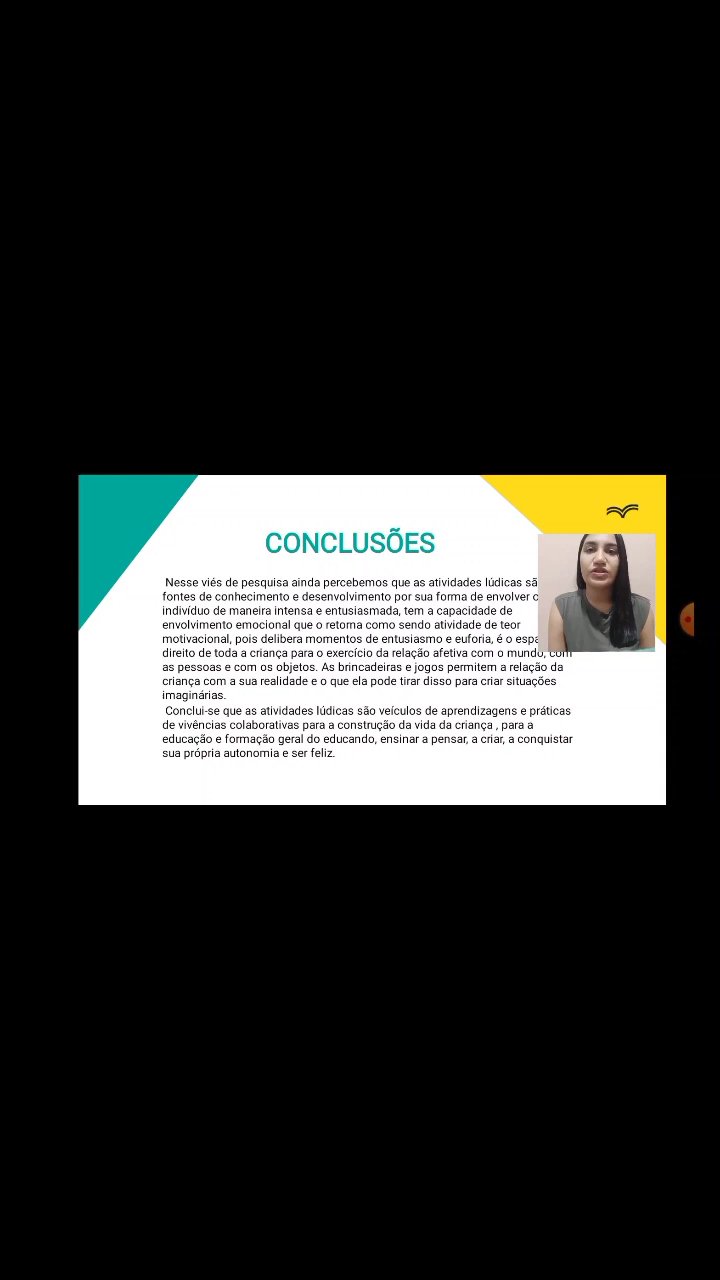 CONCLUSÕES
Nesse viés de pesquisa ainda percebemos que as atividades lúdicas
fontes de conhecimento e desenvolvimento por sua forma de envolver
indivíduo de maneira intensa e entusiasmada, tem a capacidade de
envolvimento emocional que o retorna como sendo atividade de teor
motivacional, pois delibera momentos de entusiasmo e euforia, é o
direito de toda a criança para o exercício da relação afetiva com o mundo, com
as pessoas e com os objetos. As brincadeiras e jogos permitem a relação da
criança com a sua realidade e o que ela pode tirar disso para criar situações
imaginárias.
Conclui-se que as atividades lúdicas são veículos de aprendizagens e práticas
de vivências colaborativas para a construção da vida da criança , para a
educação e formação geral do educando, ensinar a pensar, a criar, a conquistar
sua própria autonomia e ser feliz.